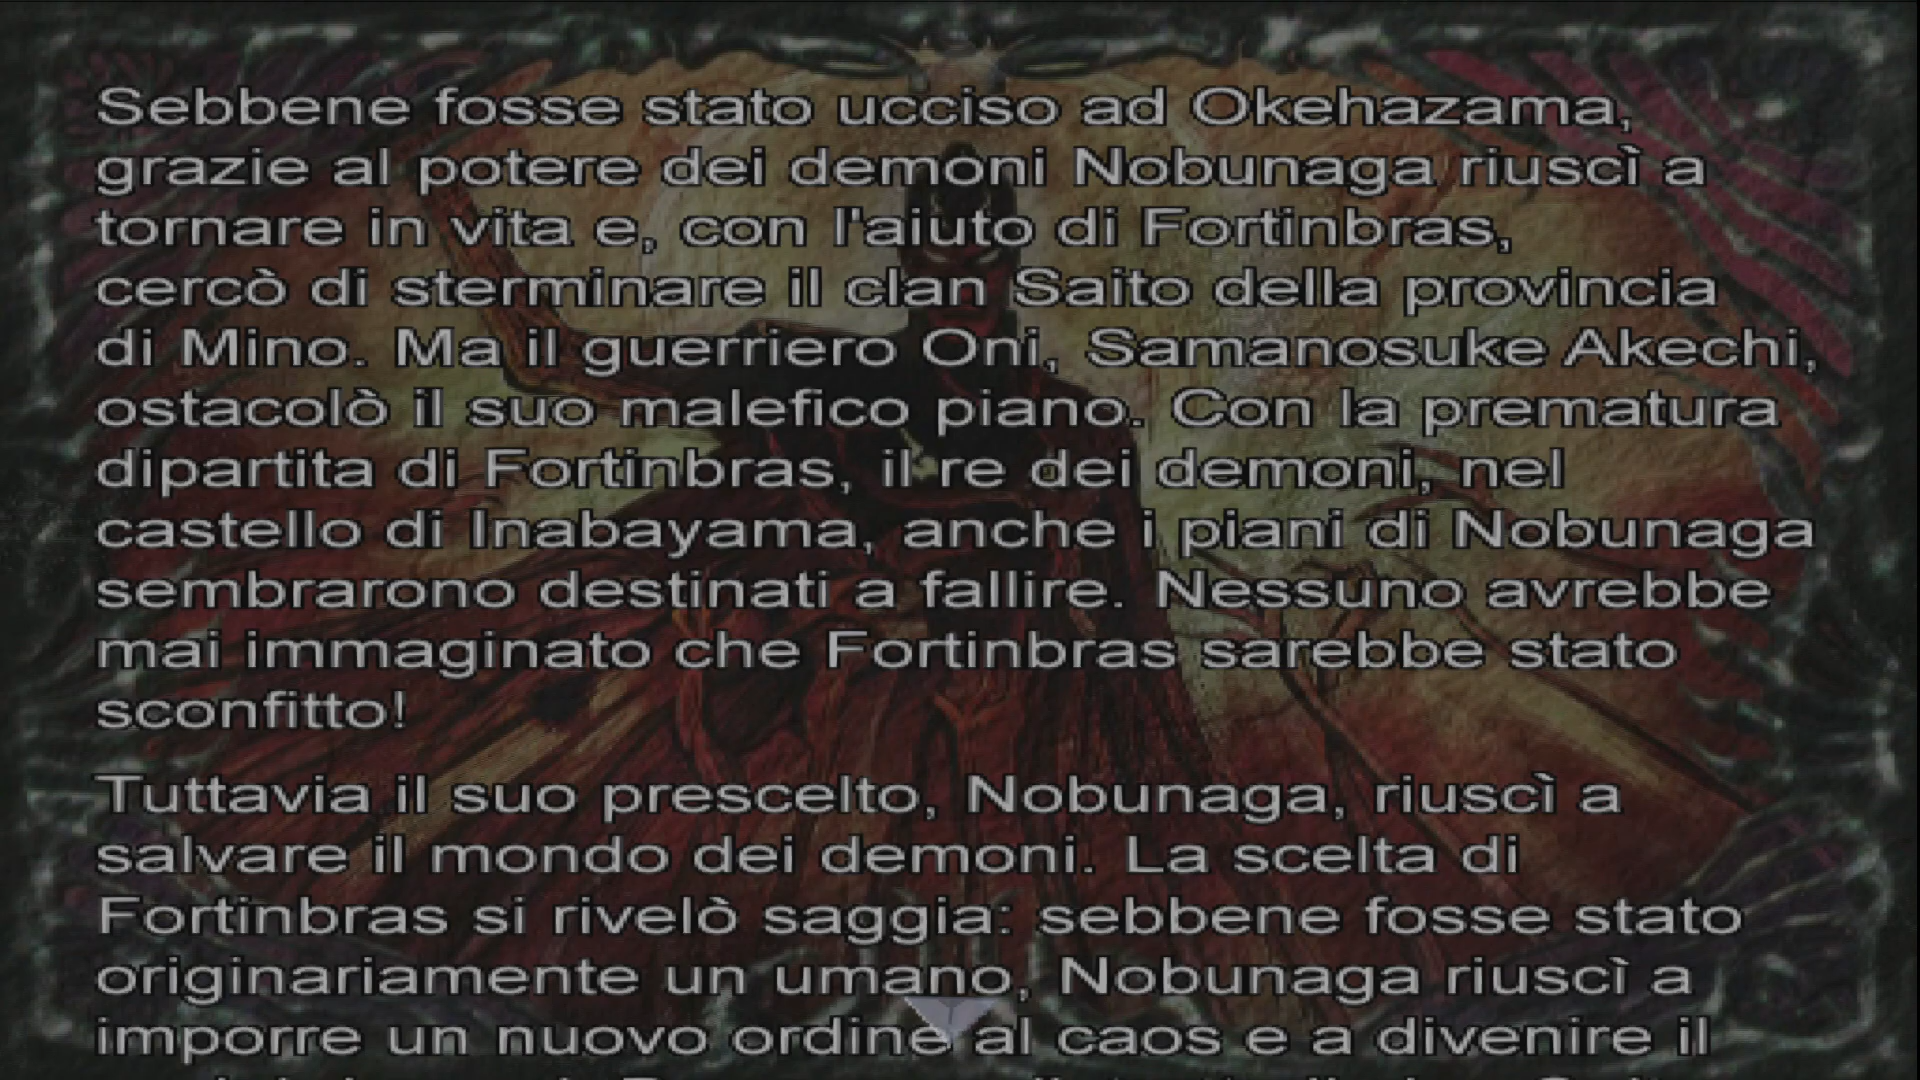 Sebbene fosse stato ucciso ad Okehazama,
grazie al potere dei demoni Nobunaga riuscì a
tornare in vita e, con l'aiuto di Fortinbras,
cercò di sterminare il clan Saito della provincia
di Mino. Ma il guerriero Oni, Samanosuke Akechi,
ostacolò il suo malefico piano. Con la prematura
dipartita di Fortinbras, il re dei demoni, nel
castello di Inabayama, anche i piani di Nobunaga
sembrarono destinati a fallire. Nessuno avrebbe
mai immaginato che Fortinbras sarebbe stato
sconfitto!
Tuttavia il suo prescelto, Nobunaga, riuscì a
salvare il mondo dei demoni. La scelta di
Fortinbras si rivelò saggia: sebbene fosse stato
originariamente un umano, Nobunaga riuscì a
imporre un nuovo ordine al caos e a divenire il